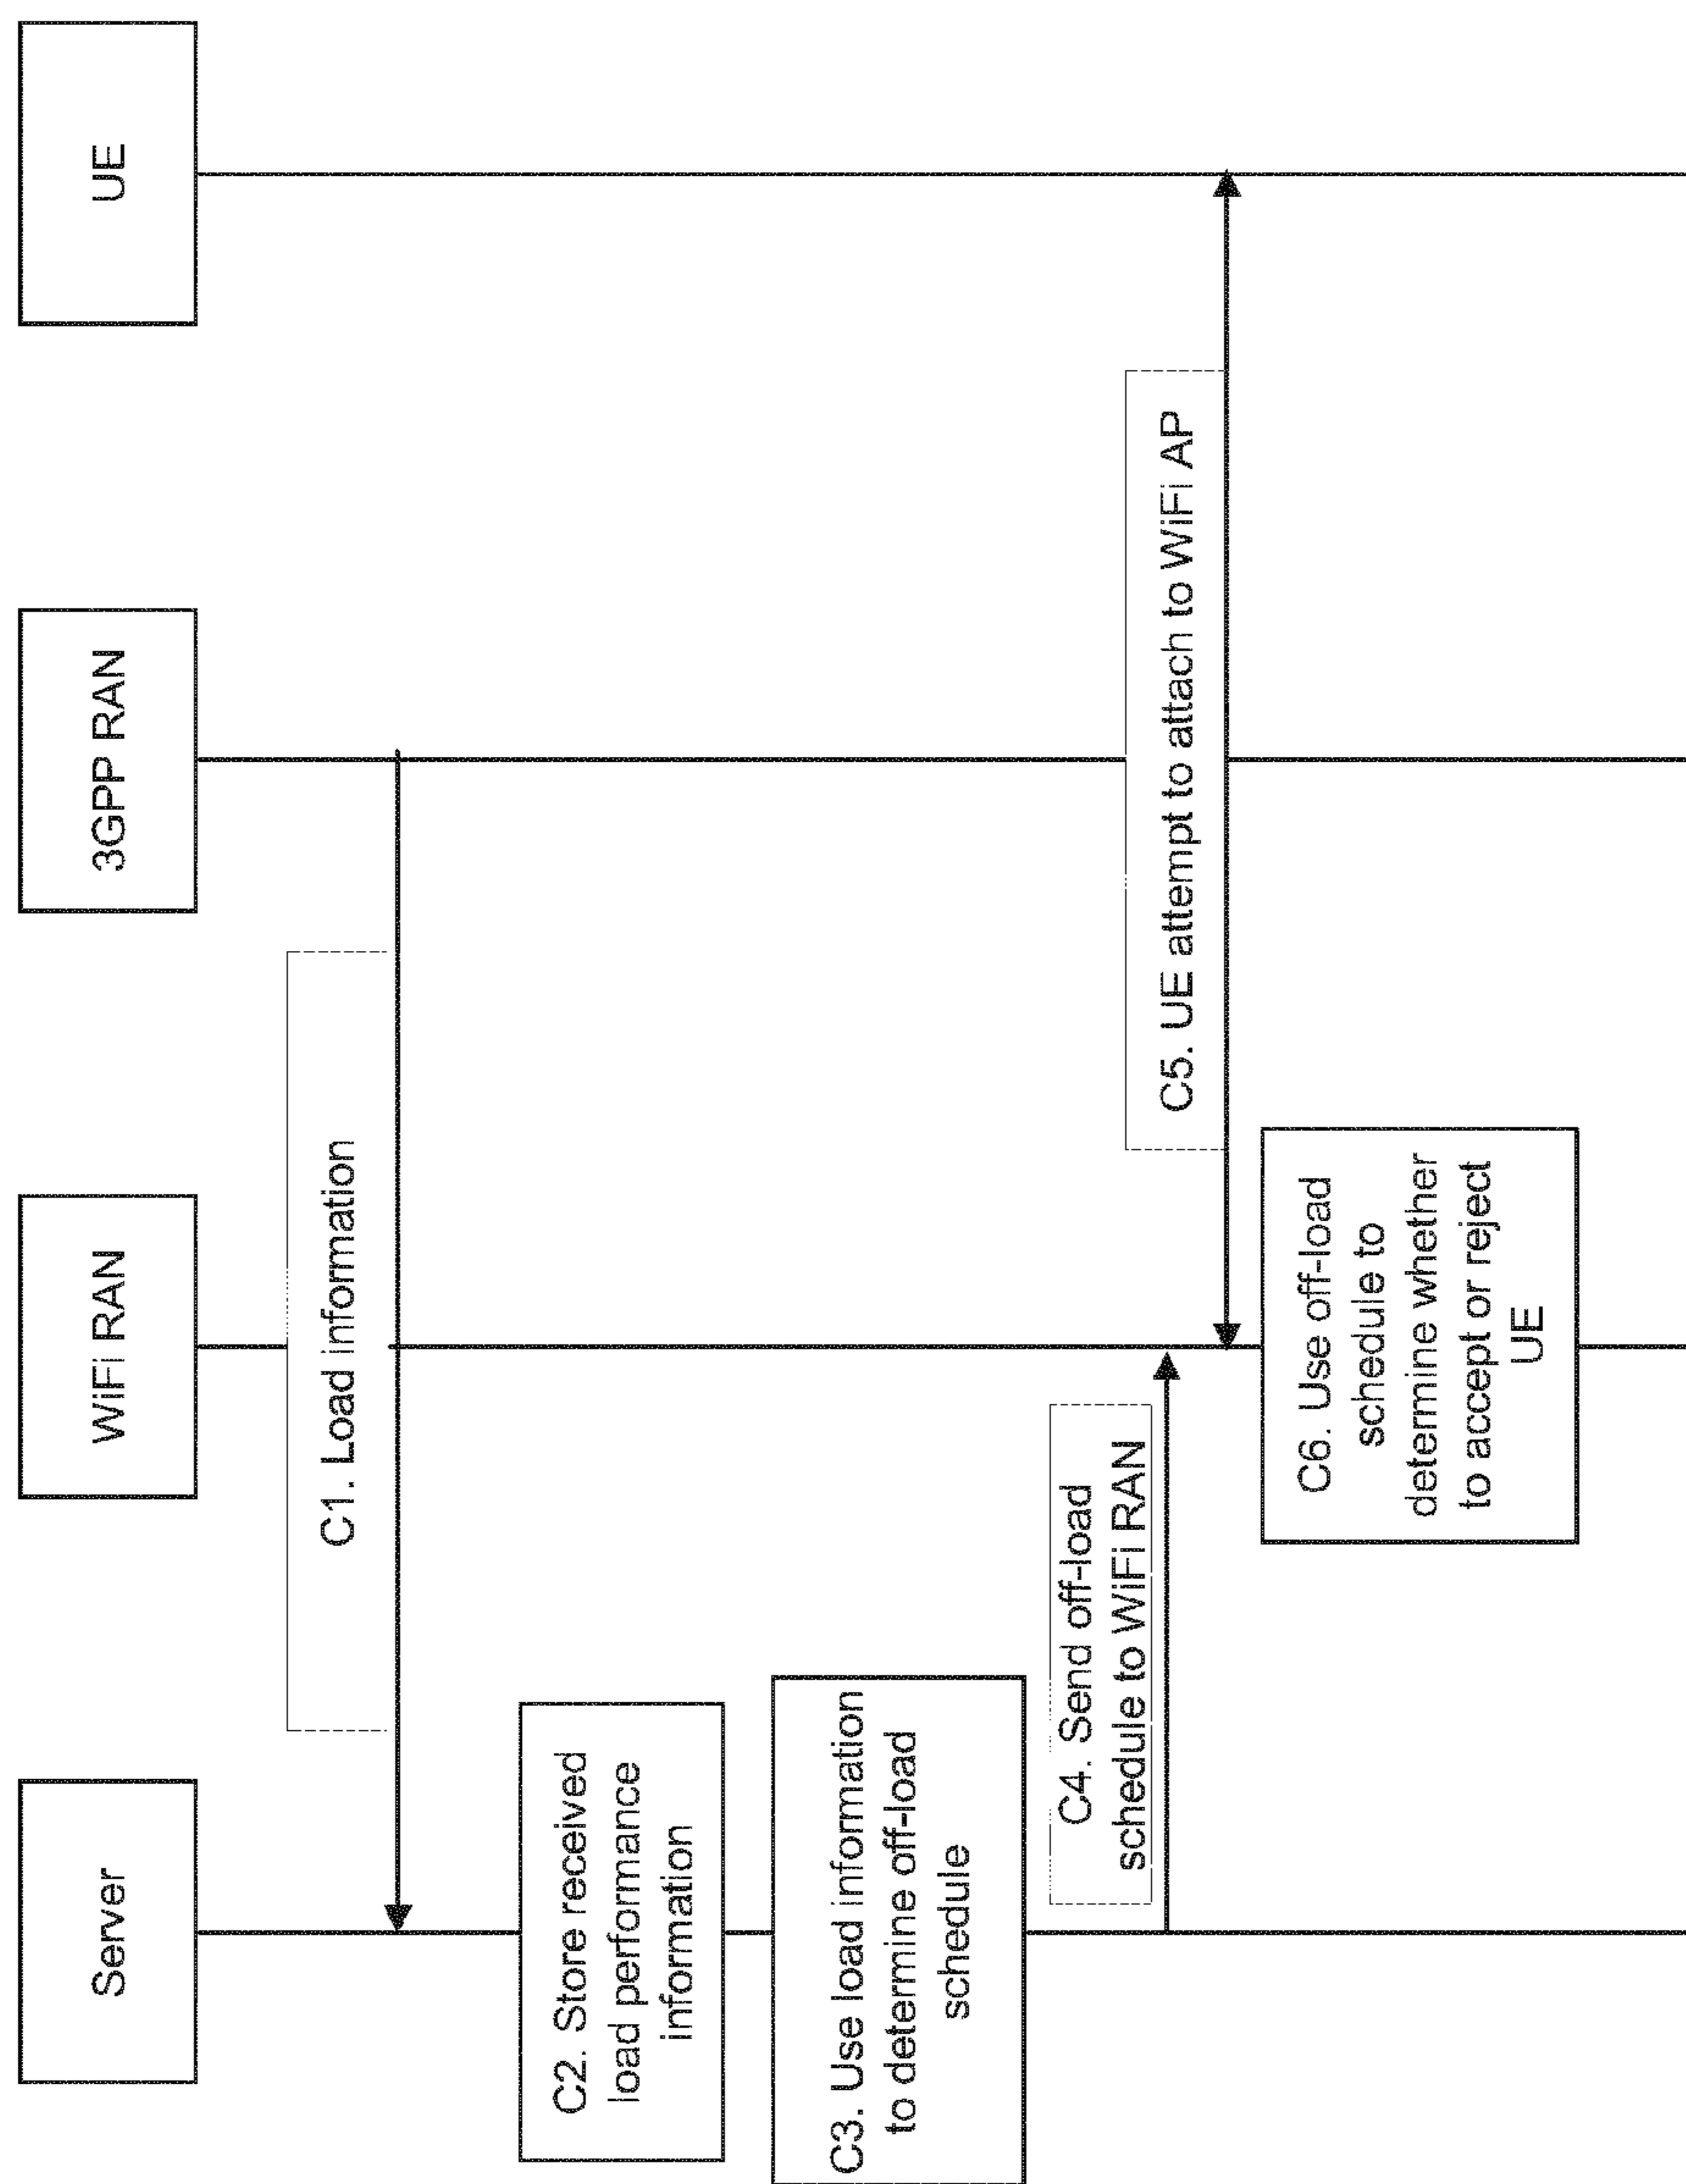 Server
WiFi RAN
3GPP RAN
UE
C1. Load information
C2. Store received
load performance
information
C3. Use load information
to determine off-load
schedule
C4. Send off-load
schedule to WiFi RAN
C5. UE attempt to attach to WiFi AP
C6. Use off-load
schedule to
determine whether
to accept or reject
UE